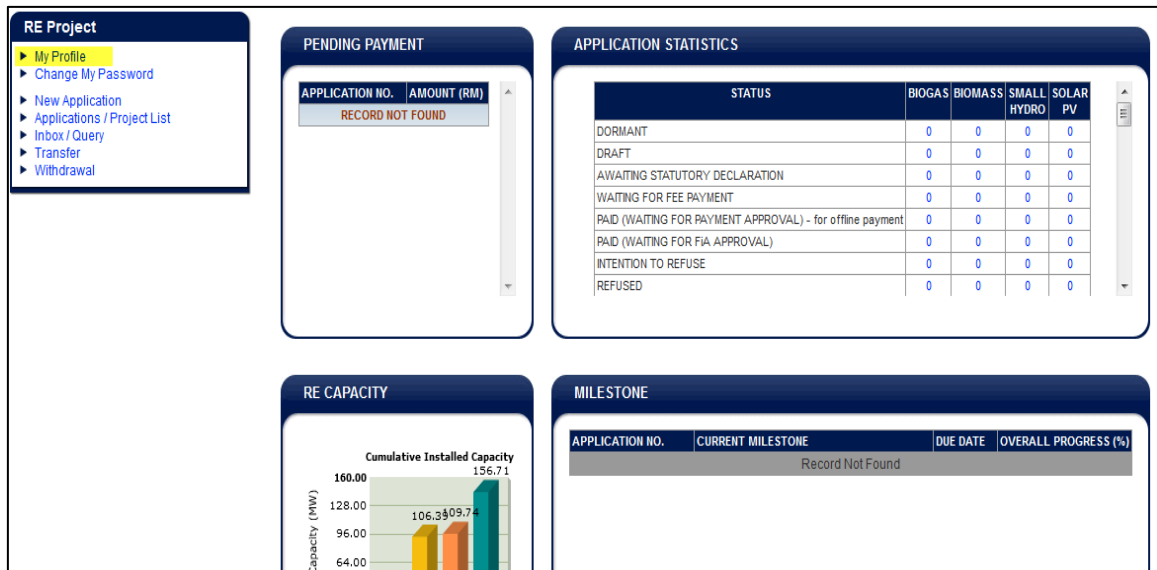 RE Project
My Profile
Change My Password
New Application
Applications / Project List
Inbox / Query
Transfer
Withdrawal
PENDING PAYMENT
APPLICATION NO. AMOUNT (RM)
RECORD NOT FOUND
APPLICATION STATISTICS
STATUS BIOGAS BIOMASS SMALL HYDRO SOLAR PV
DORMANT 0 0 0 0
DRAFT 0 0 0 0
AWAITING STATUTORY DECLARATION 0 0 0 0
WAITING FOR FEE PAYMENT 0 0 0 0
PAID (WAITING FOR PAYMENT APPROVAL) - for offline payment 0 0 0 0
PAID (WAITING FOR FiA APPROVAL) 0 0 0 0
INTENTION TO REFUSE 0 0 0 0
REFUSED 0 0 0 0
RE CAPACITY
Cumulative Installed Capacity
156.71
160.00
128.00
106.39
109.74
96.00
64.00
Capacity (MW)
MILESTONE
APPLICATION NO. CURRENT MILESTONE DUE DATE OVERALL PROGRESS (%)
Record Not Found